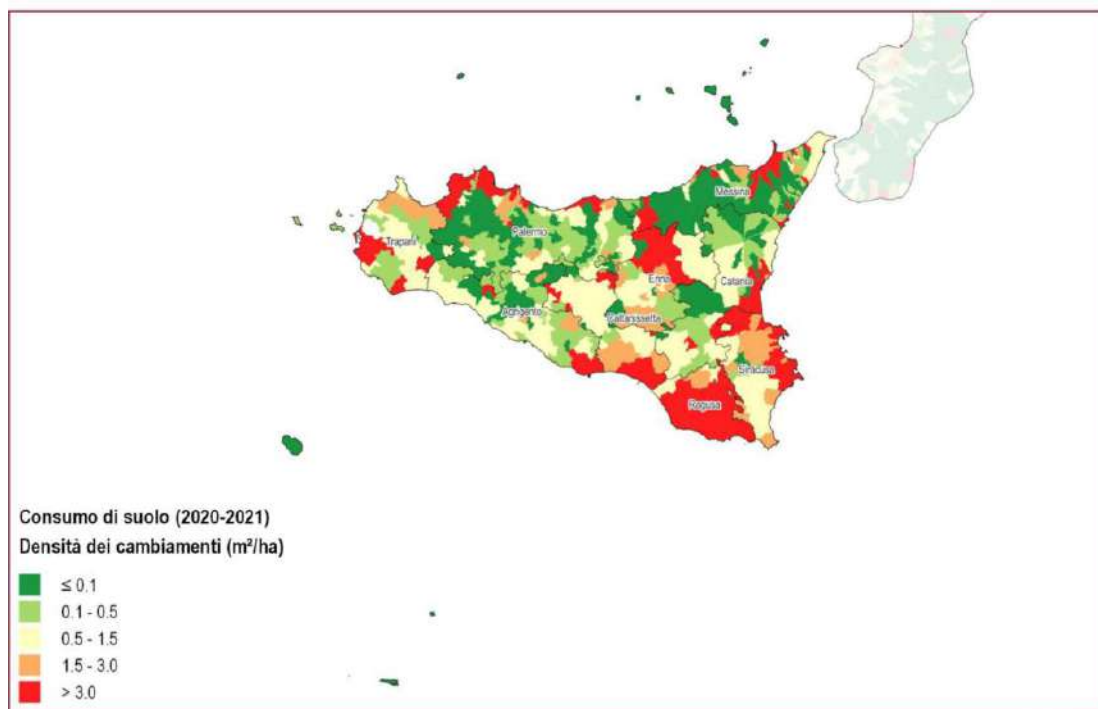 Messina
Palermo
Trapani
Enna
Catania
Agrigento
Caltanissetta
Siracusa
Ragusa
Consumo di suolo (2020-2021)
Densità dei cambiamenti (m²/ha)
≤ 0.1
0.1 - 0.5
0.5 - 1.5
1.5 - 3.0
> 3.0